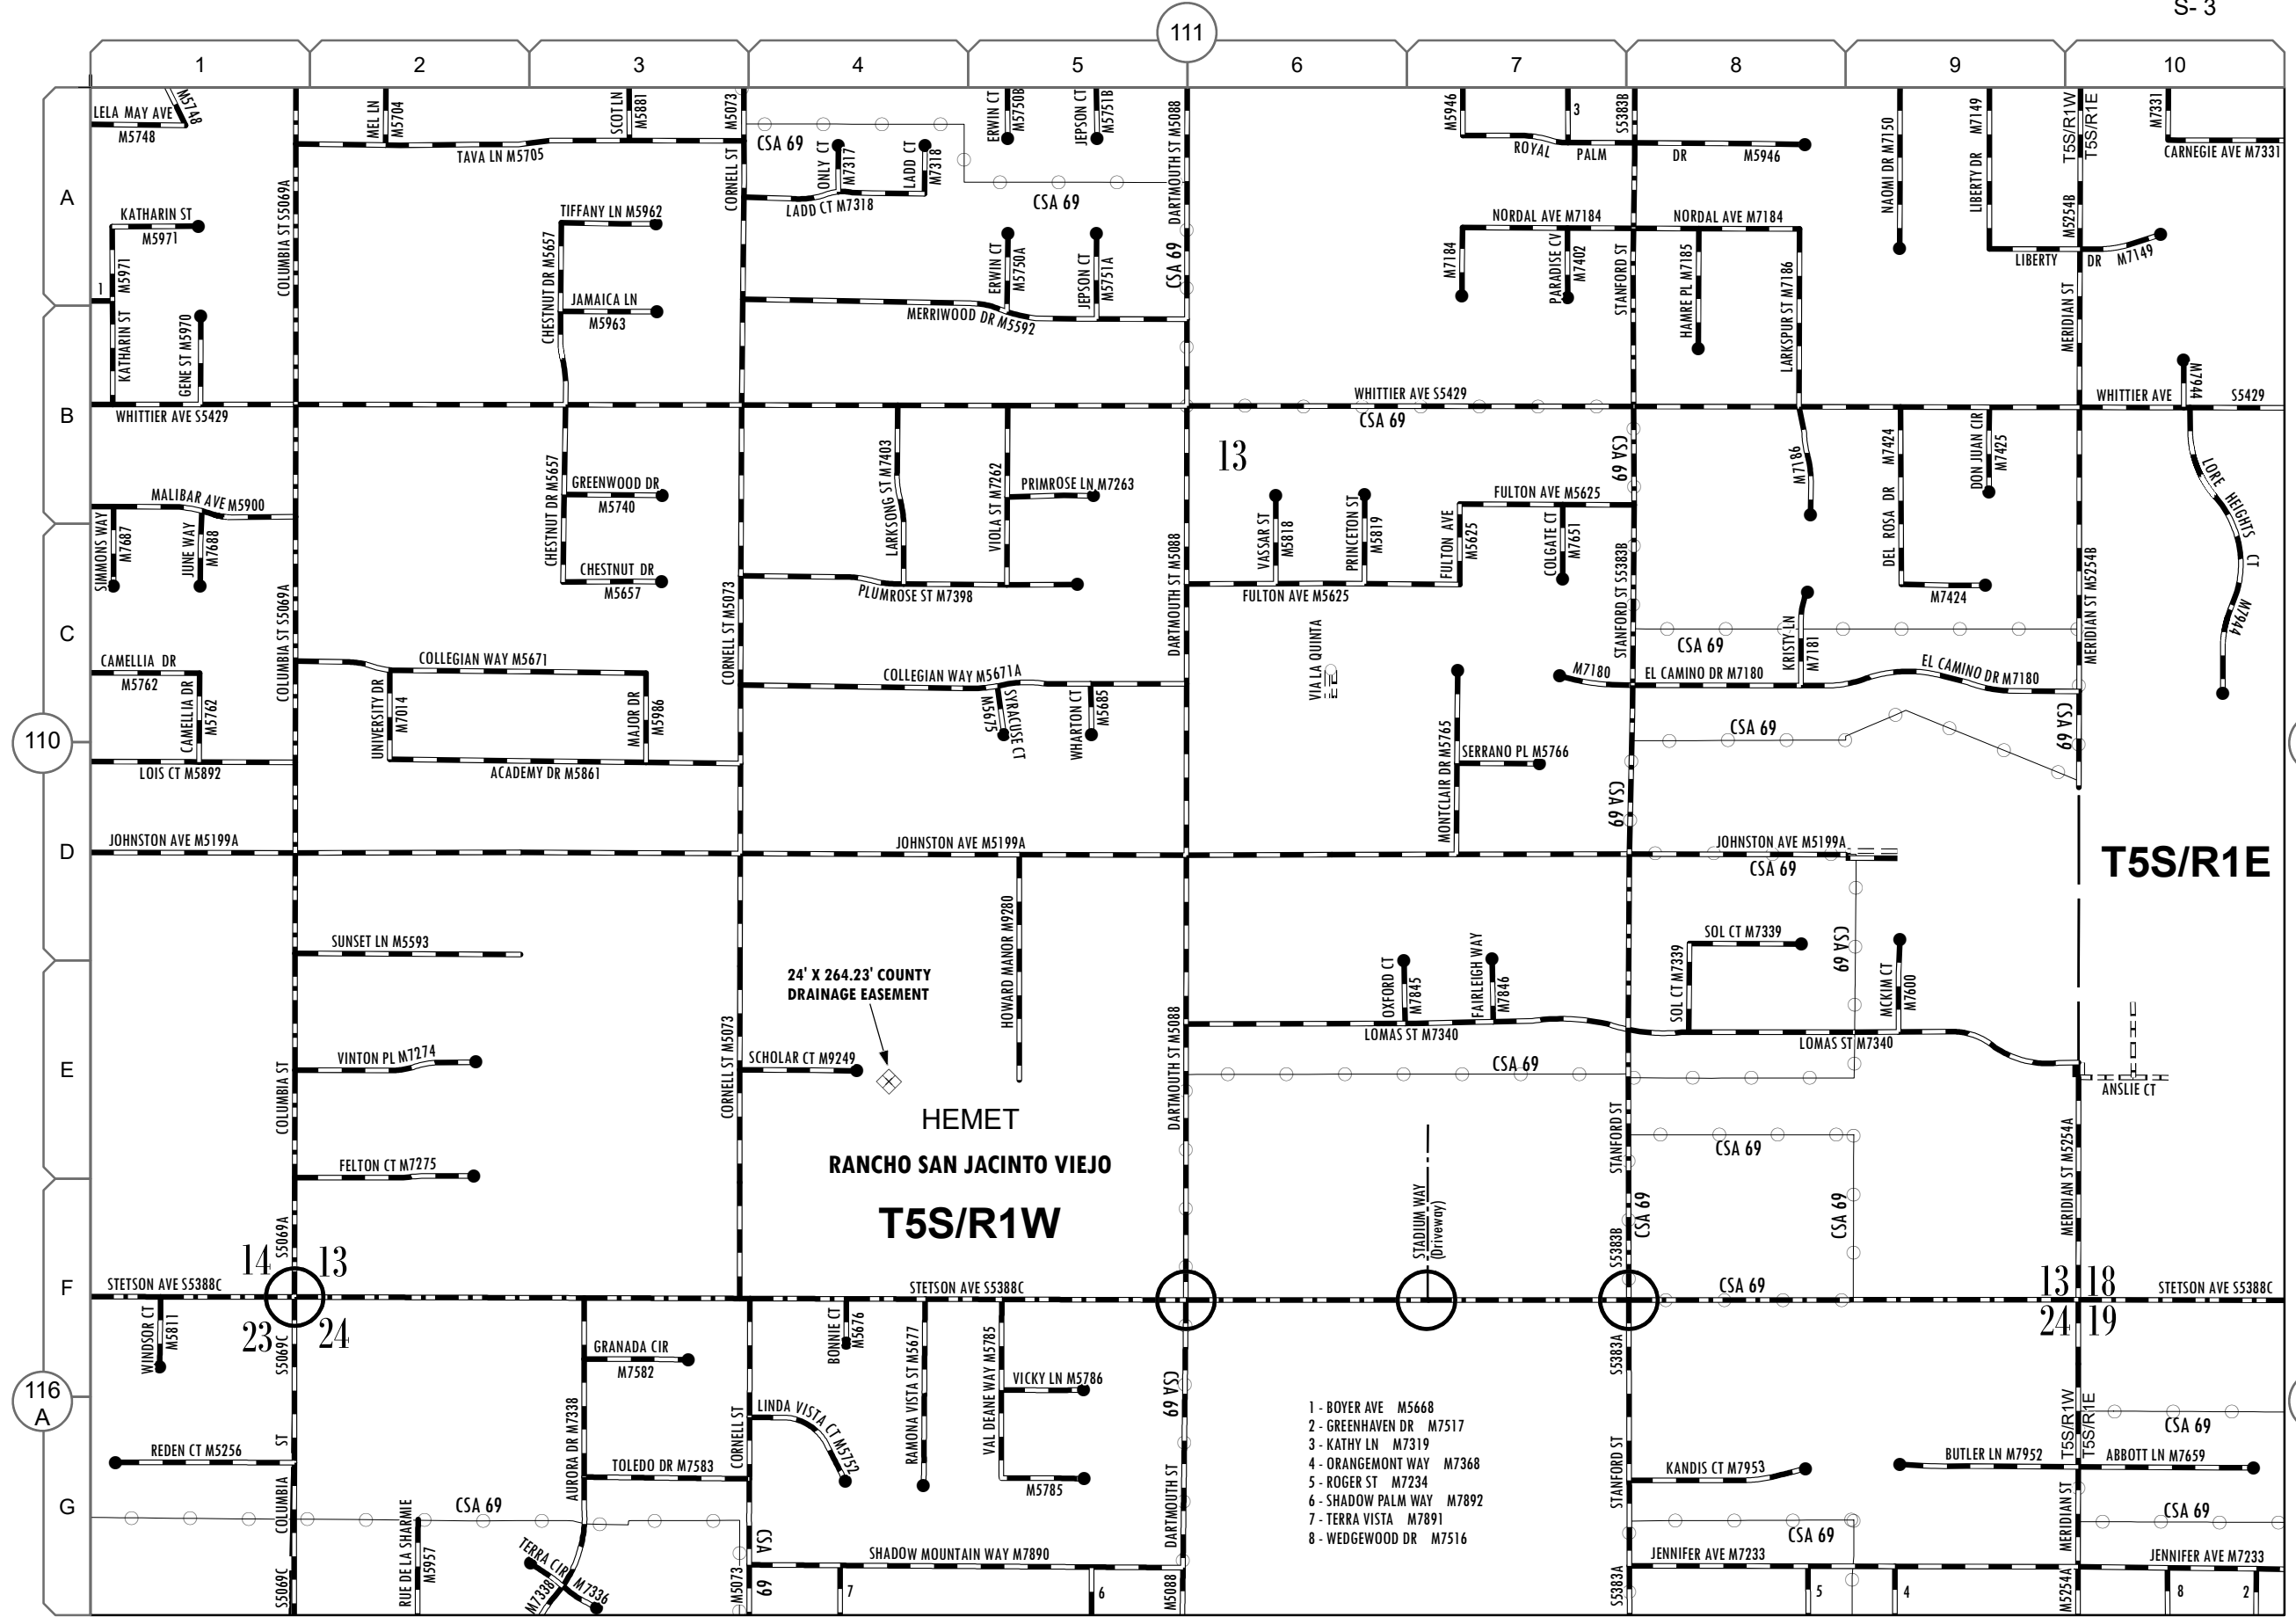 S- 3
111
1 2 3 4 5 6 7 8 9 10
A
LELA MAY AVE
M5748
M5748
MEL LN
M5704
SCOT LN
M5881
TAVA LN M5705
M5073
CORNELL ST
CSA 69
ONLY CT
M7317
LADD CT
M7318
LADD CT M7318
ERWIN CT
M5750B
JEPSON CT
M5751B
CSA 69
DARTMOUTH ST M5088
CSA 69
M5946
3
S5383B
ROYAL PALM DR M5946
NAOMI DR M7150
M7149
LIBERTY DR
T5S/R1W
T5S/R1E
M5254B
M7331
CARNEGIE AVE M7331
COLUMBIA ST S5069A
KATHARIN ST
M5971
M5971
1
KATHARIN ST
GENE ST M5970
TIFFANY LN M5962
CHESTNUT DR M5657
JAMAICA LN
M5963
ERWIN CT
M5750A
JEPSON CT
M5751A
MERRIWOOD DR M5592
NORDAL AVE M7184
NORDAL AVE M7184
M7184
PARADISE CV
M7402
STANFORD ST
HAMRE PL M7185
LARKSPUR ST M7186
LIBERTY DR M7149
MERIDIAN ST
B
WHITTIER AVE S5429
WHITTIER AVE S5429
CSA 69
WHITTIER AVE S5429
M7944
13
MALIBAR AVE M5900
SIMMONS WAY
M7687
JUNE WAY
M7688
CHESTNUT DR M5657
GREENWOOD DR
M5740
CHESTNUT DR
M5657
LARKSONG ST M7403
VIOLA ST M7262
PRIMROSE LN M7263
PLUMROSE ST M7398
VASSAR ST
M5818
PRINCETON ST
M5819
FULTON AVE
M5625
FULTON AVE M5625
COLGATE CT
M7651
FULTON AVE M5625
CSA 69
STANFORD ST S5383B
M7186
M7424
DEL ROSA DR
M7424
DON JUAN CIR
M7425
LORE HEIGHTS CT
M7944
MERIDIAN ST M5254B
C
CAMELLIA DR
M5762
CAMELLIA DR
M5762
COLUMBIA ST S5069A
COLLEGIAN WAY M5671
UNIVERSITY DR
M7014
MAJOR DR
M5986
CORNELL ST M5073
COLLEGIAN WAY M5671A
M5675
SYRACUSE CT
WHARTON CT
M5685
DARTMOUTH ST M5088
VIA LA QUINTA
M7180
CSA 69
KRISTY LN
M7181
EL CAMINO DR M7180
EL CAMINO DR M7180
CSA 69
CSA 69
110
LOIS CT M5892
ACADEMY DR M5861
MONTCLAIR DR M5765
SERRANO PL M5766
CSA 69
D
JOHNSTON AVE M5199A
JOHNSTON AVE M5199A
JOHNSTON AVE M5199A
CSA 69
T5S/R1E
SUNSET LN M5593
HOWARD MANOR M9280
OXFORD CT
M7845
FAIRLEIGH WAY
M7846
SOL CT M7339
SOL CT M7339
CSA 69
MCKIM CT
M7600
24' X 264.23' COUNTY
DRAINAGE EASEMENT
E
COLUMBIA ST
VINTON PL M7274
CORNELL ST M5073
SCHOLAR CT M9249
DARTMOUTH ST M5088
LOMAS ST M7340
LOMAS ST M7340
CSA 69
ANSLIE CT
HEMET
RANCHO SAN JACINTO VIEJO
T5S/R1W
FELTON CT M7275
STANFORD ST
CSA 69
CSA 69
CSA 69
MERIDIAN ST M5254A
S5069A
STADIUM WAY
(Driveway)
S5383B
14 13
13 18
F
STETSON AVE S5388C
STETSON AVE S5388C
CSA 69
STETSON AVE S5388C
23 24
24 19
WINDSOR CT
M5811
S5069C
GRANADA CIR
M7582
BONNIE CT
M5676
RAMONA VISTA ST M5677
VAL DEANE WAY M5785
VICKY LN M5786
M5785
CSA 69
S5383A
116
A
1 - BOYER AVE M5668
2 - GREENHAVEN DR M7517
3 - KATHY LN M7319
4 - ORANGEMONT WAY M7368
5 - ROGER ST M7234
6 - SHADOW PALM WAY M7892
7 - TERRA VISTA M7891
8 - WEDGEWOOD DR M7516
T5S/R1W
T5S/R1E
CSA 69
REDEN CT M5256
COLUMBIA ST
AURORA DR M7338
TOLEDO DR M7583
CORNELL ST
LINDA VISTA CT M5752
STANFORD ST
KANDIS CT M7953
BUTLER LN M7952
ABBOTT LN M7659
G
CSA 69
RUE DE LA SHARMIE
M5957
TERRA CIR M7336
M7338
CSA 69
SHADOW MOUNTAIN WAY M7890
DARTMOUTH ST
CSA 69
CSA 69
MERIDIAN ST
JENNIFER AVE M7233
JENNIFER AVE M7233
S5069C
M5073
7
6
M5088
S5383A
5
4
M5254A
8
2